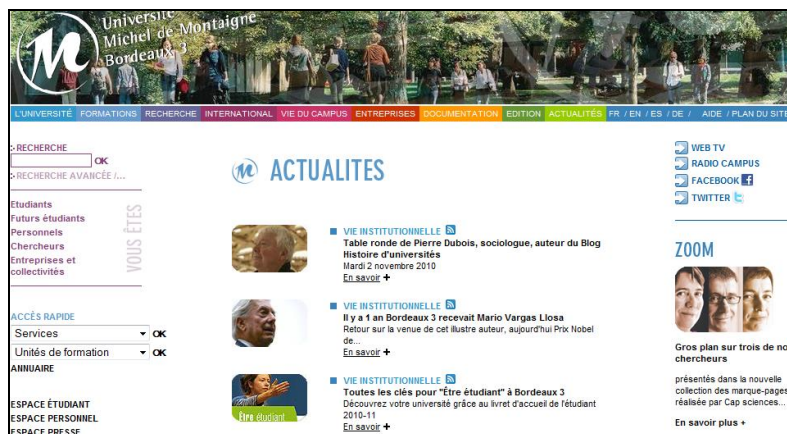 Université
Michel de Montaigne
Bordeaux 3
L'UNIVERSITÉ FORMATIONS RECHERCHE INTERNATIONAL VIE DU CAMPUS ENTREPRISES DOCUMENTATION EDITION ACTUALITÉS FR / EN / ES / DE / AIDE / PLAN DU SITE
RECHERCHE
OK
RECHERCHE AVANCÉE /...
Etudiants
Futurs étudiants
Personnels
Chercheurs
Entreprises et
collectivités
VOUS ÊTES
ACCÈS RAPIDE
Services OK
Unités de formation OK
ANNUAIRE
ESPACE ÉTUDIANT
ESPACE PERSONNEL
ESPACE PRESSE
ACTUALITES
VIE INSTITUTIONNELLE
Table ronde de Pierre Dubois, sociologue, auteur du Blog
Histoire d'universités
Mardi 2 novembre 2010
En savoir +
VIE INSTITUTIONNELLE
Il y a 1 an Bordeaux 3 recevait Mario Vargas Llosa
Retour sur la venue de cet illustre auteur, aujourd'hui Prix Nobel
de...
En savoir +
Être étudiant
VIE INSTITUTIONNELLE
Toutes les clés pour "Être étudiant" à Bordeaux 3
Découvrez votre université grâce au livret d'accueil de l'étudiant
2010-11
En savoir +
WEB TV
RADIO CAMPUS
FACEBOOK
TWITTER
ZOOM
Gros plan sur trois de no
chercheurs
présentés dans la nouvelle
collection des marque-pages
réalisée par Cap sciences...
En savoir plus +